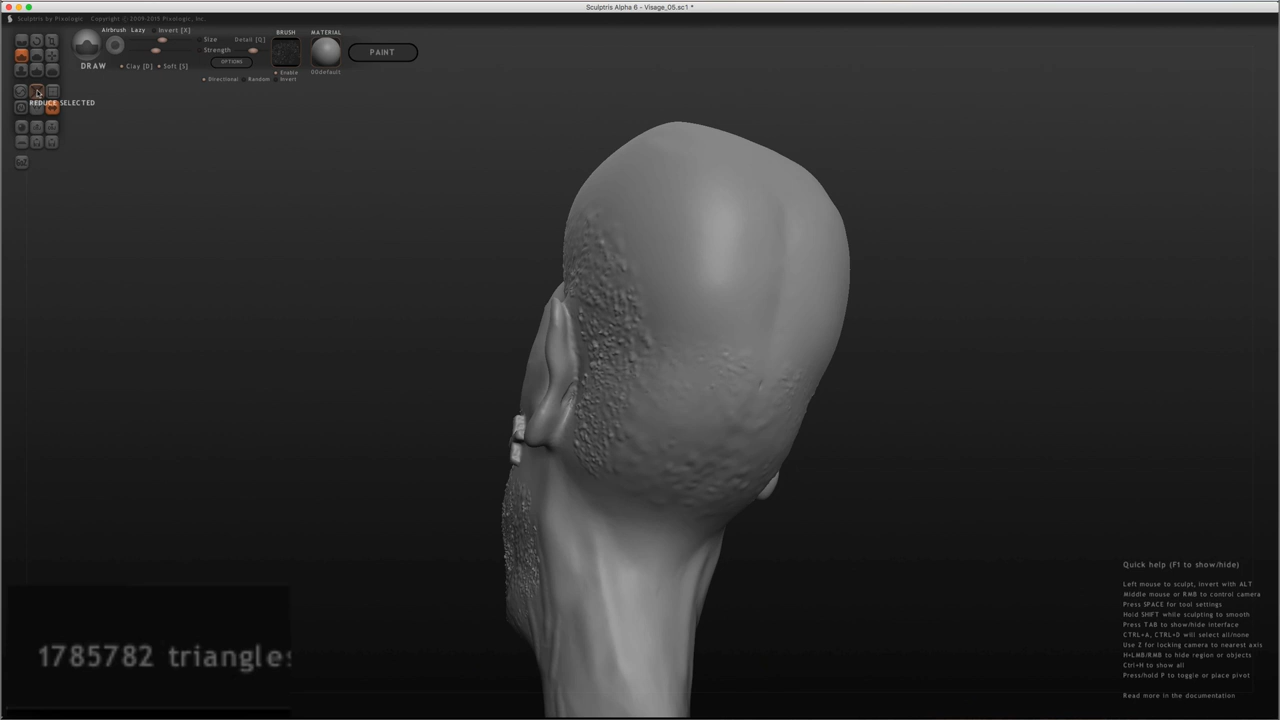 Sculptris Alpha 6 - Visage_05.sc1 *
Sculptris by Pixologic Copyright © 2009-2015 Pixologic, Inc.
Airbrush Lazy Invert [X]
Size Detail [Q]
Strength
OPTIONS
DRAW
Clay [D] Soft [S]
Directional Random Invert
BRUSH
Enable
MATERIAL
00default
PAINT
REDUCE SELECTED
Quick help (F1 to show/hide)
Left mouse to sculpt, invert with ALT
Middle mouse or RMB to control camera
Press SPACE for tool settings
Hold SHIFT while sculpting to smooth
Press TAB to show/hide interface
CTRL+A, CTRL+D will select all/none
Use Z for locking camera to nearest axis
H+LMB/RMB to hide region or objects
Ctrl+H to show all
Press/hold P to toggle or place pivot
Read more in the documentation
1785782 triangles